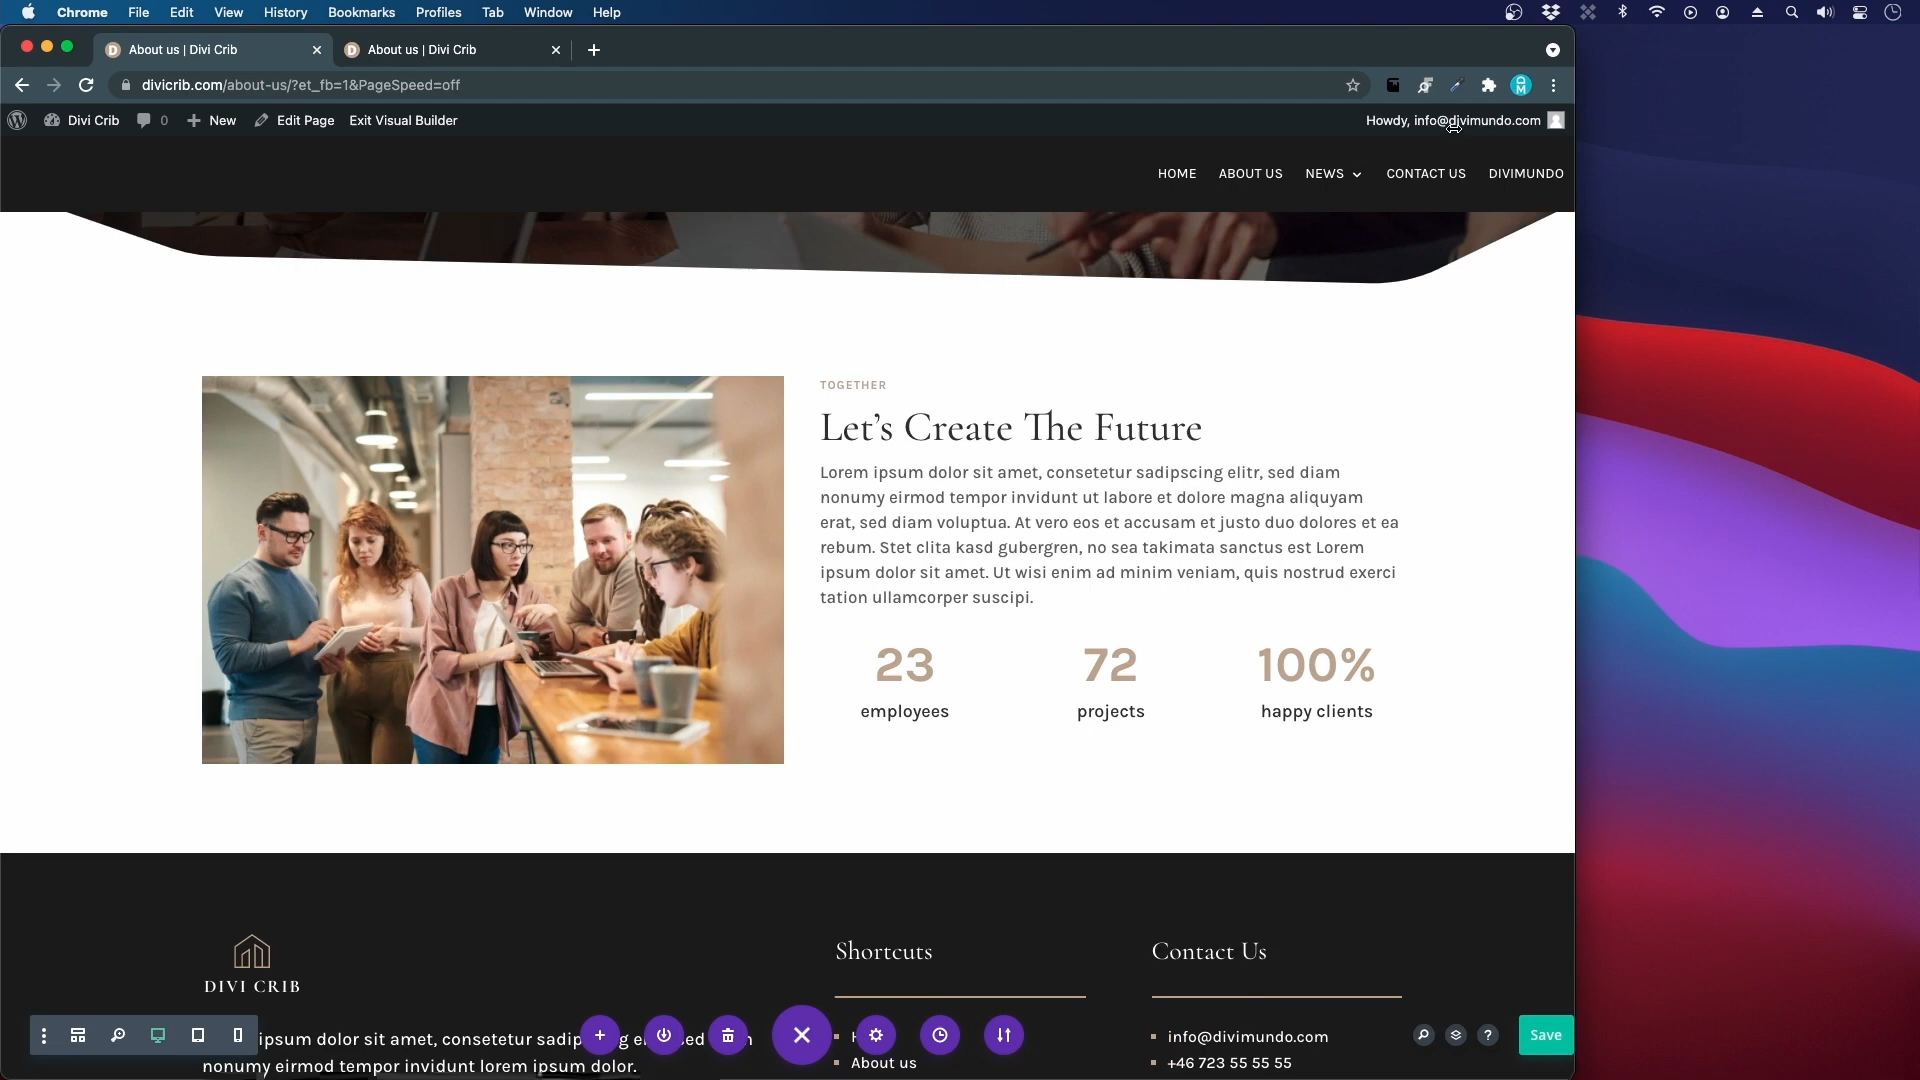 Chrome File Edit View History Bookmarks Profiles Tab Window Help
About us | Divi Crib
About us | Divi Crib
divicrib.com/about-us/?et_fb=1&PageSpeed=off
Divi Crib 0 New Edit Page Exit Visual Builder
Howdy, info@divimundo.com
HOME ABOUT US NEWS CONTACT US DIVIMUNDO
TOGETHER
Let's Create The Future
Lorem ipsum dolor sit amet, consetetur sadipscing elitr, sed diam
nonumy eirmod tempor invidunt ut labore et dolore magna aliquyam
erat, sed diam voluptua. At vero eos et accusam et justo duo dolores et ea
rebum. Stet clita kasd gubergren, no sea takimata sanctus est Lorem
ipsum dolor sit amet. Ut wisi enim ad minim veniam, quis nostrud exerci
tation ullamcorper suscipi.
23 72 100%
employees projects happy clients
DIVI CRIB
ipsum dolor sit amet, consetetur
nonumy eirmod tempor invidunt lorem ipsum dolor.
Shortcuts
About us
Contact Us
info@divimundo.com
+46 723 55 55 55
Save